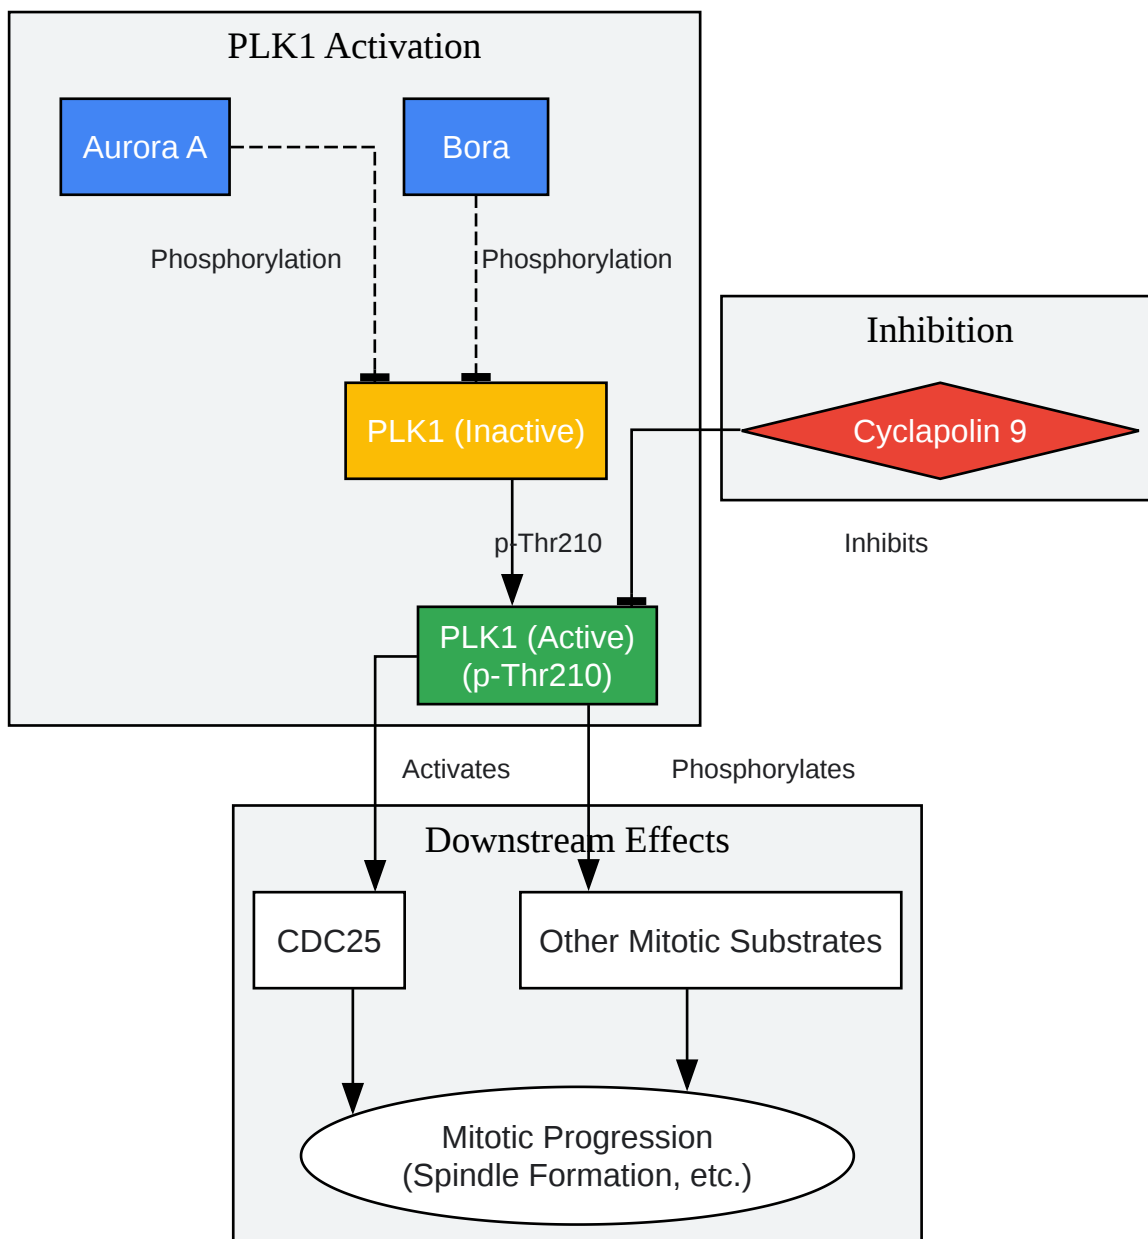 PLK1 Activation
Aurora A
Bora
Phosphorylation
Phosphorylation
Inhibition
PLK1 (Inactive)
Cyclapolin 9
p-Thr210
Inhibits
PLK1 (Active)
(p-Thr210)
Activates
Phosphorylates
Downstream Effects
CDC25
Other Mitotic Substrates
Mitotic Progression
(Spindle Formation, etc.)